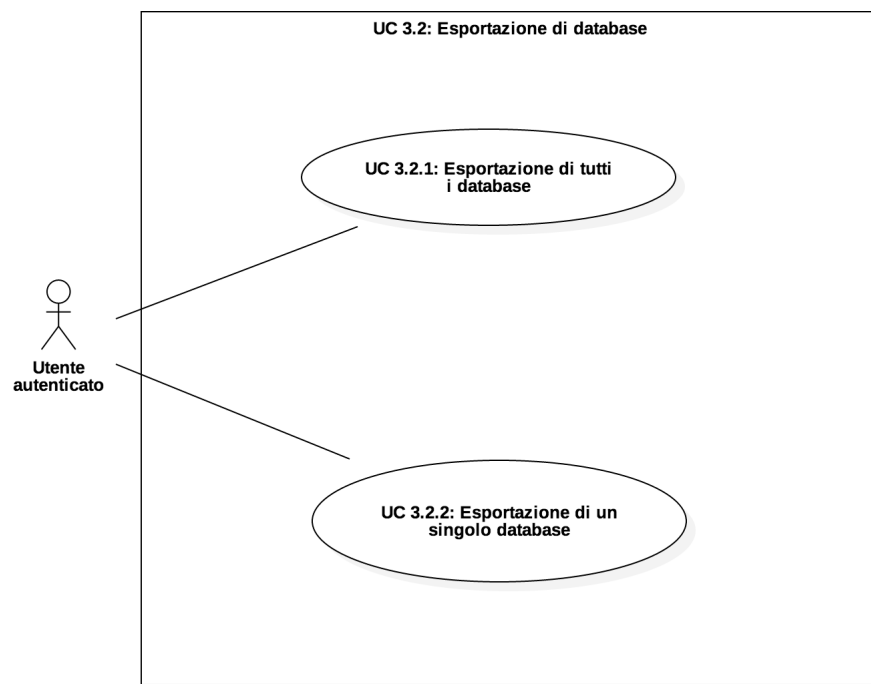 UC 3.2: Esportazione di database
UC 3.2.1: Esportazione di tutti
i database
Utente
autenticato
UC 3.2.2: Esportazione di un
singolo database